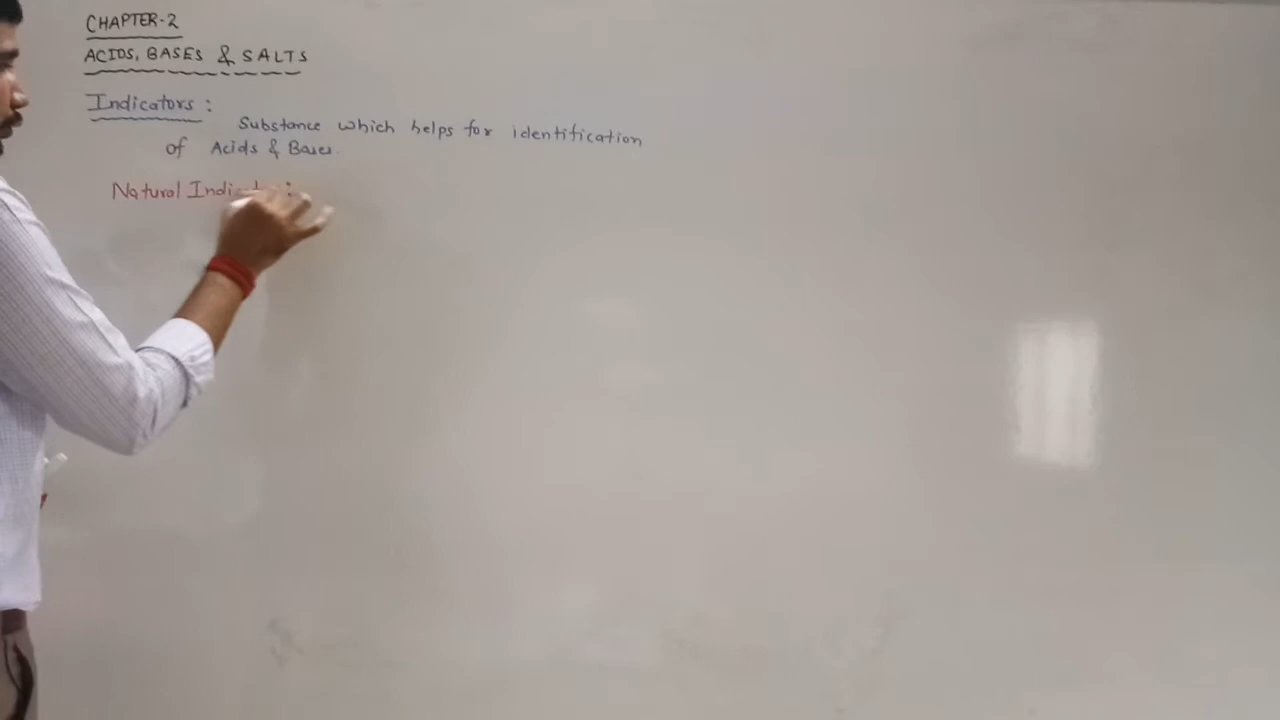 CHAPTER-2
ACIDS, BASES & SALTS
Indicators :
Substance which helps for identification
of Acids & Bases
Natural